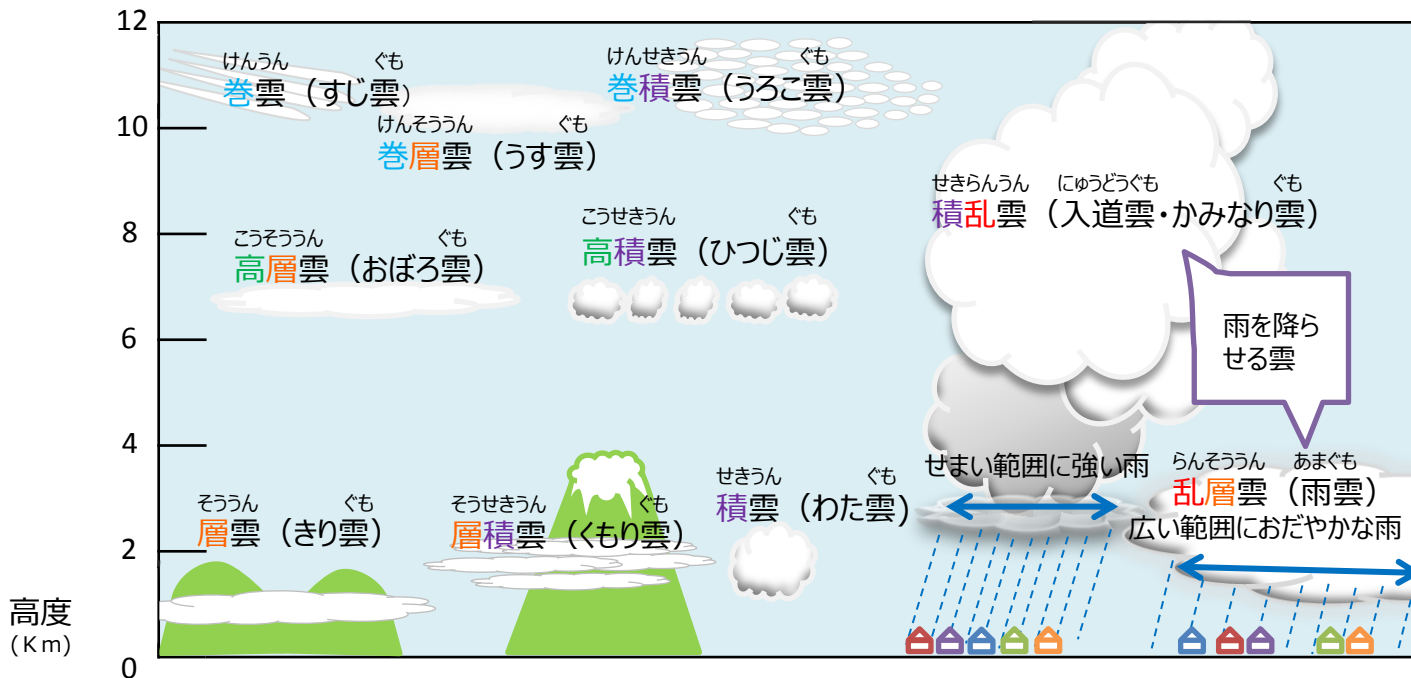 12
けんうん ぐも
巻雲（すじ雲）
けんせきうん ぐも
巻積雲（うろこ雲）
10
けんそううん ぐも
巻層雲（うす雲）
せきらんうん にゅうどうぐも ぐも
積乱雲（入道雲・かみなり雲）
8
こうそううん ぐも
高層雲（おぼろ雲）
こうせきうん ぐも
高積雲（ひつじ雲）
雨を降ら
せる雲
6
4
せまい範囲に強い雨
らんそううん あまぐも
乱層雲（雨雲）
広い範囲におだやかな雨
せきうん ぐも
積雲（わた雲）
そううん ぐも
層雲（きり雲）
そうせきうん ぐも
層積雲（くもり雲）
2
高度
(Ｋｍ)
0